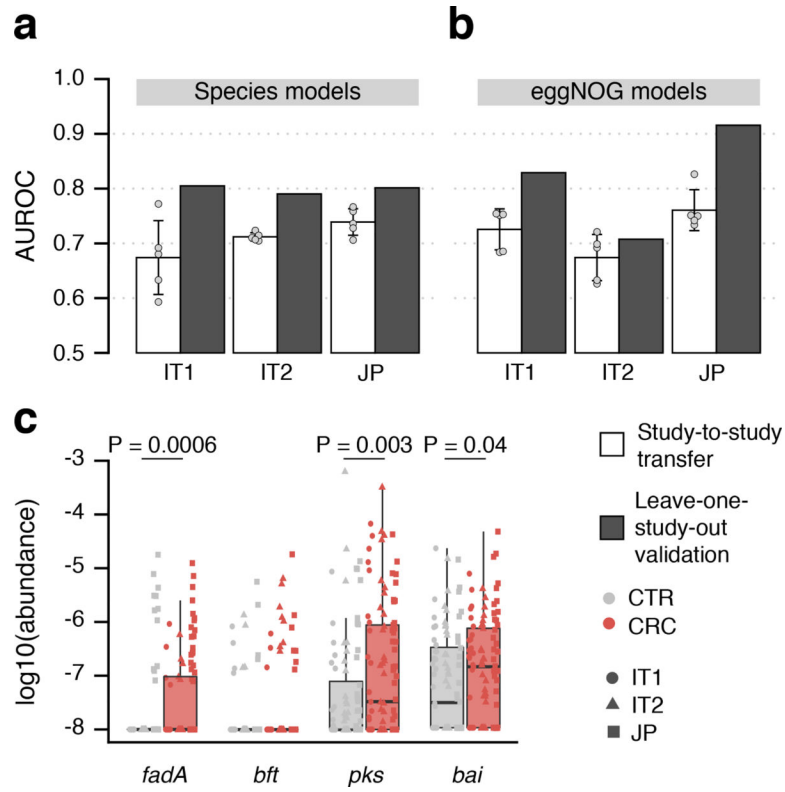 a
b
Species models
eggNOG models
AUROC
1.0
0.9
0.8
0.7
0.6
0.5
IT1
IT2
JP
IT1
IT2
JP
c
P = 0.0006
P = 0.003
P = 0.04
log10(abundance)
-3
-4
-5
-6
-7
-8
fadA
bft
pks
bai
Study-to-study
transfer
Leave-one-
study-out
validation
CTR
CRC
IT1
IT2
JP